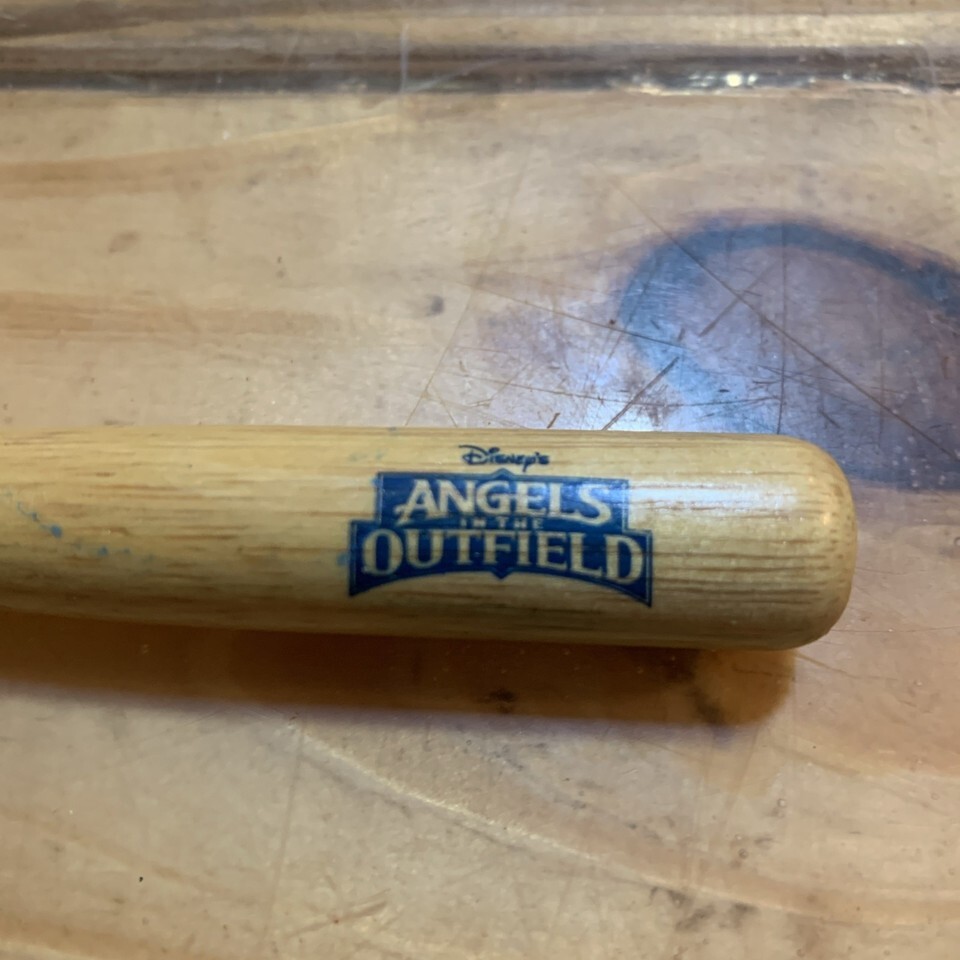 Disney's
ANGELS
IN THE
OUTFIELD